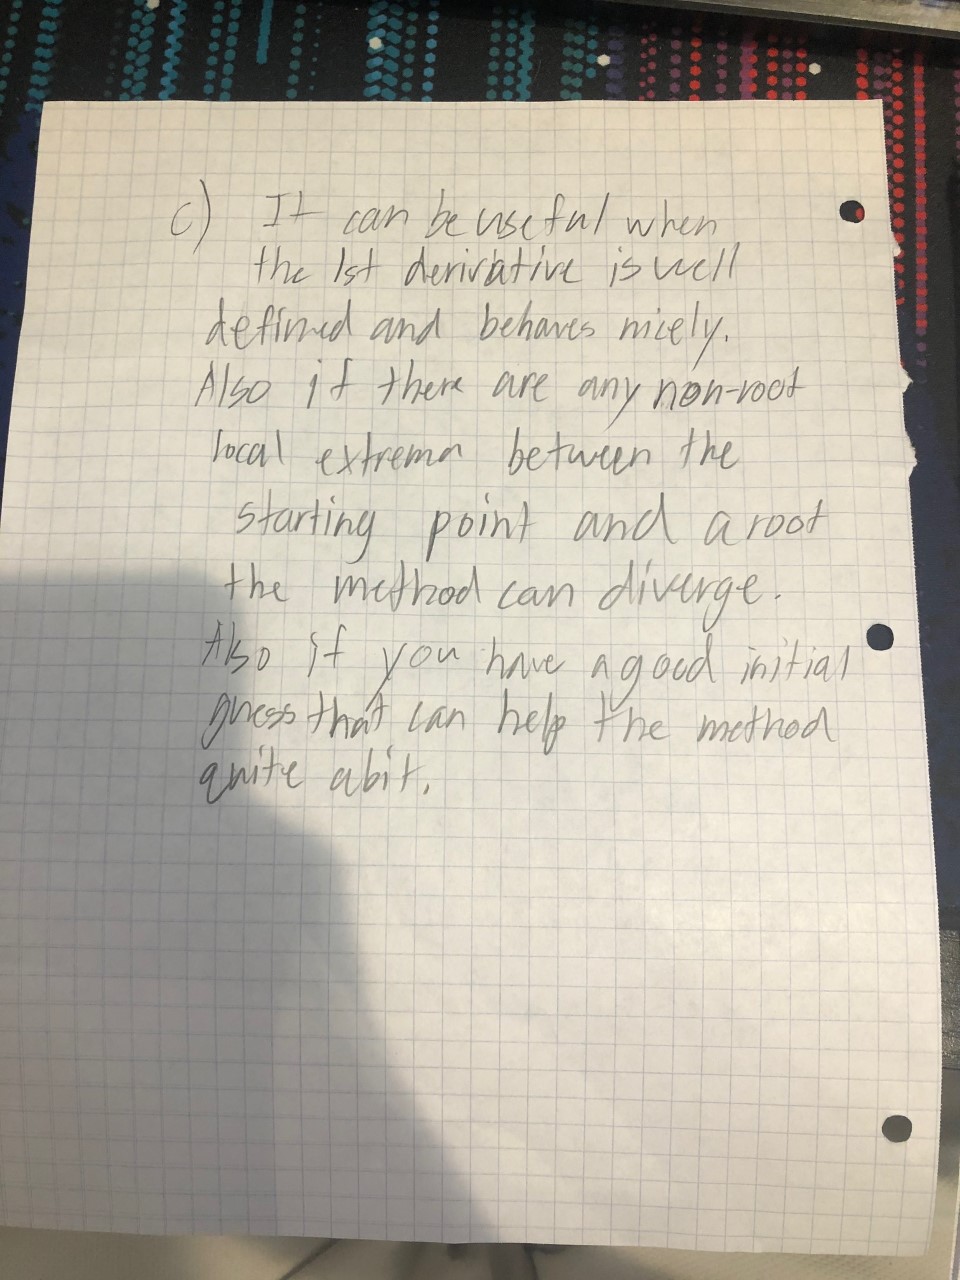 c) It can be useful when
the 1st derivative is well
defined and behaves nicely.
Also if there are any non-root
local extrema between the
starting point and a root
the method can diverge.
Also if you have a good initial
guess that can help the method
quite a bit.